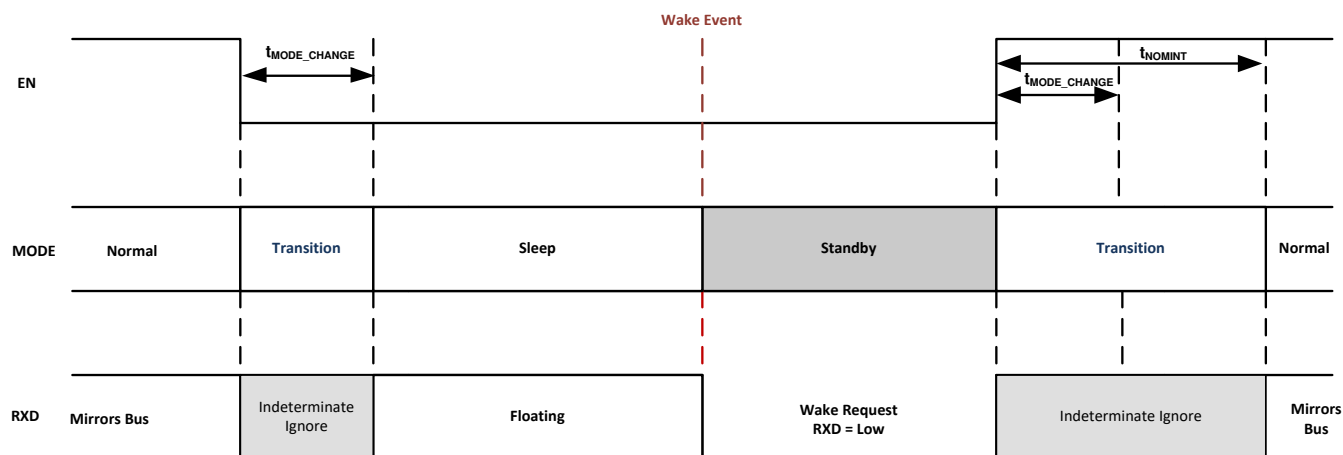 Wake Event
tMODE_CHANGE
tNOMINT
EN
tMODE_CHANGE
MODE
Normal
Transition
Sleep
Standby
Transition
Normal
RXD
Mirrors Bus
Indeterminate
Ignore
Floating
Wake Request
RXD = Low
Indeterminate Ignore
Mirrors
Bus